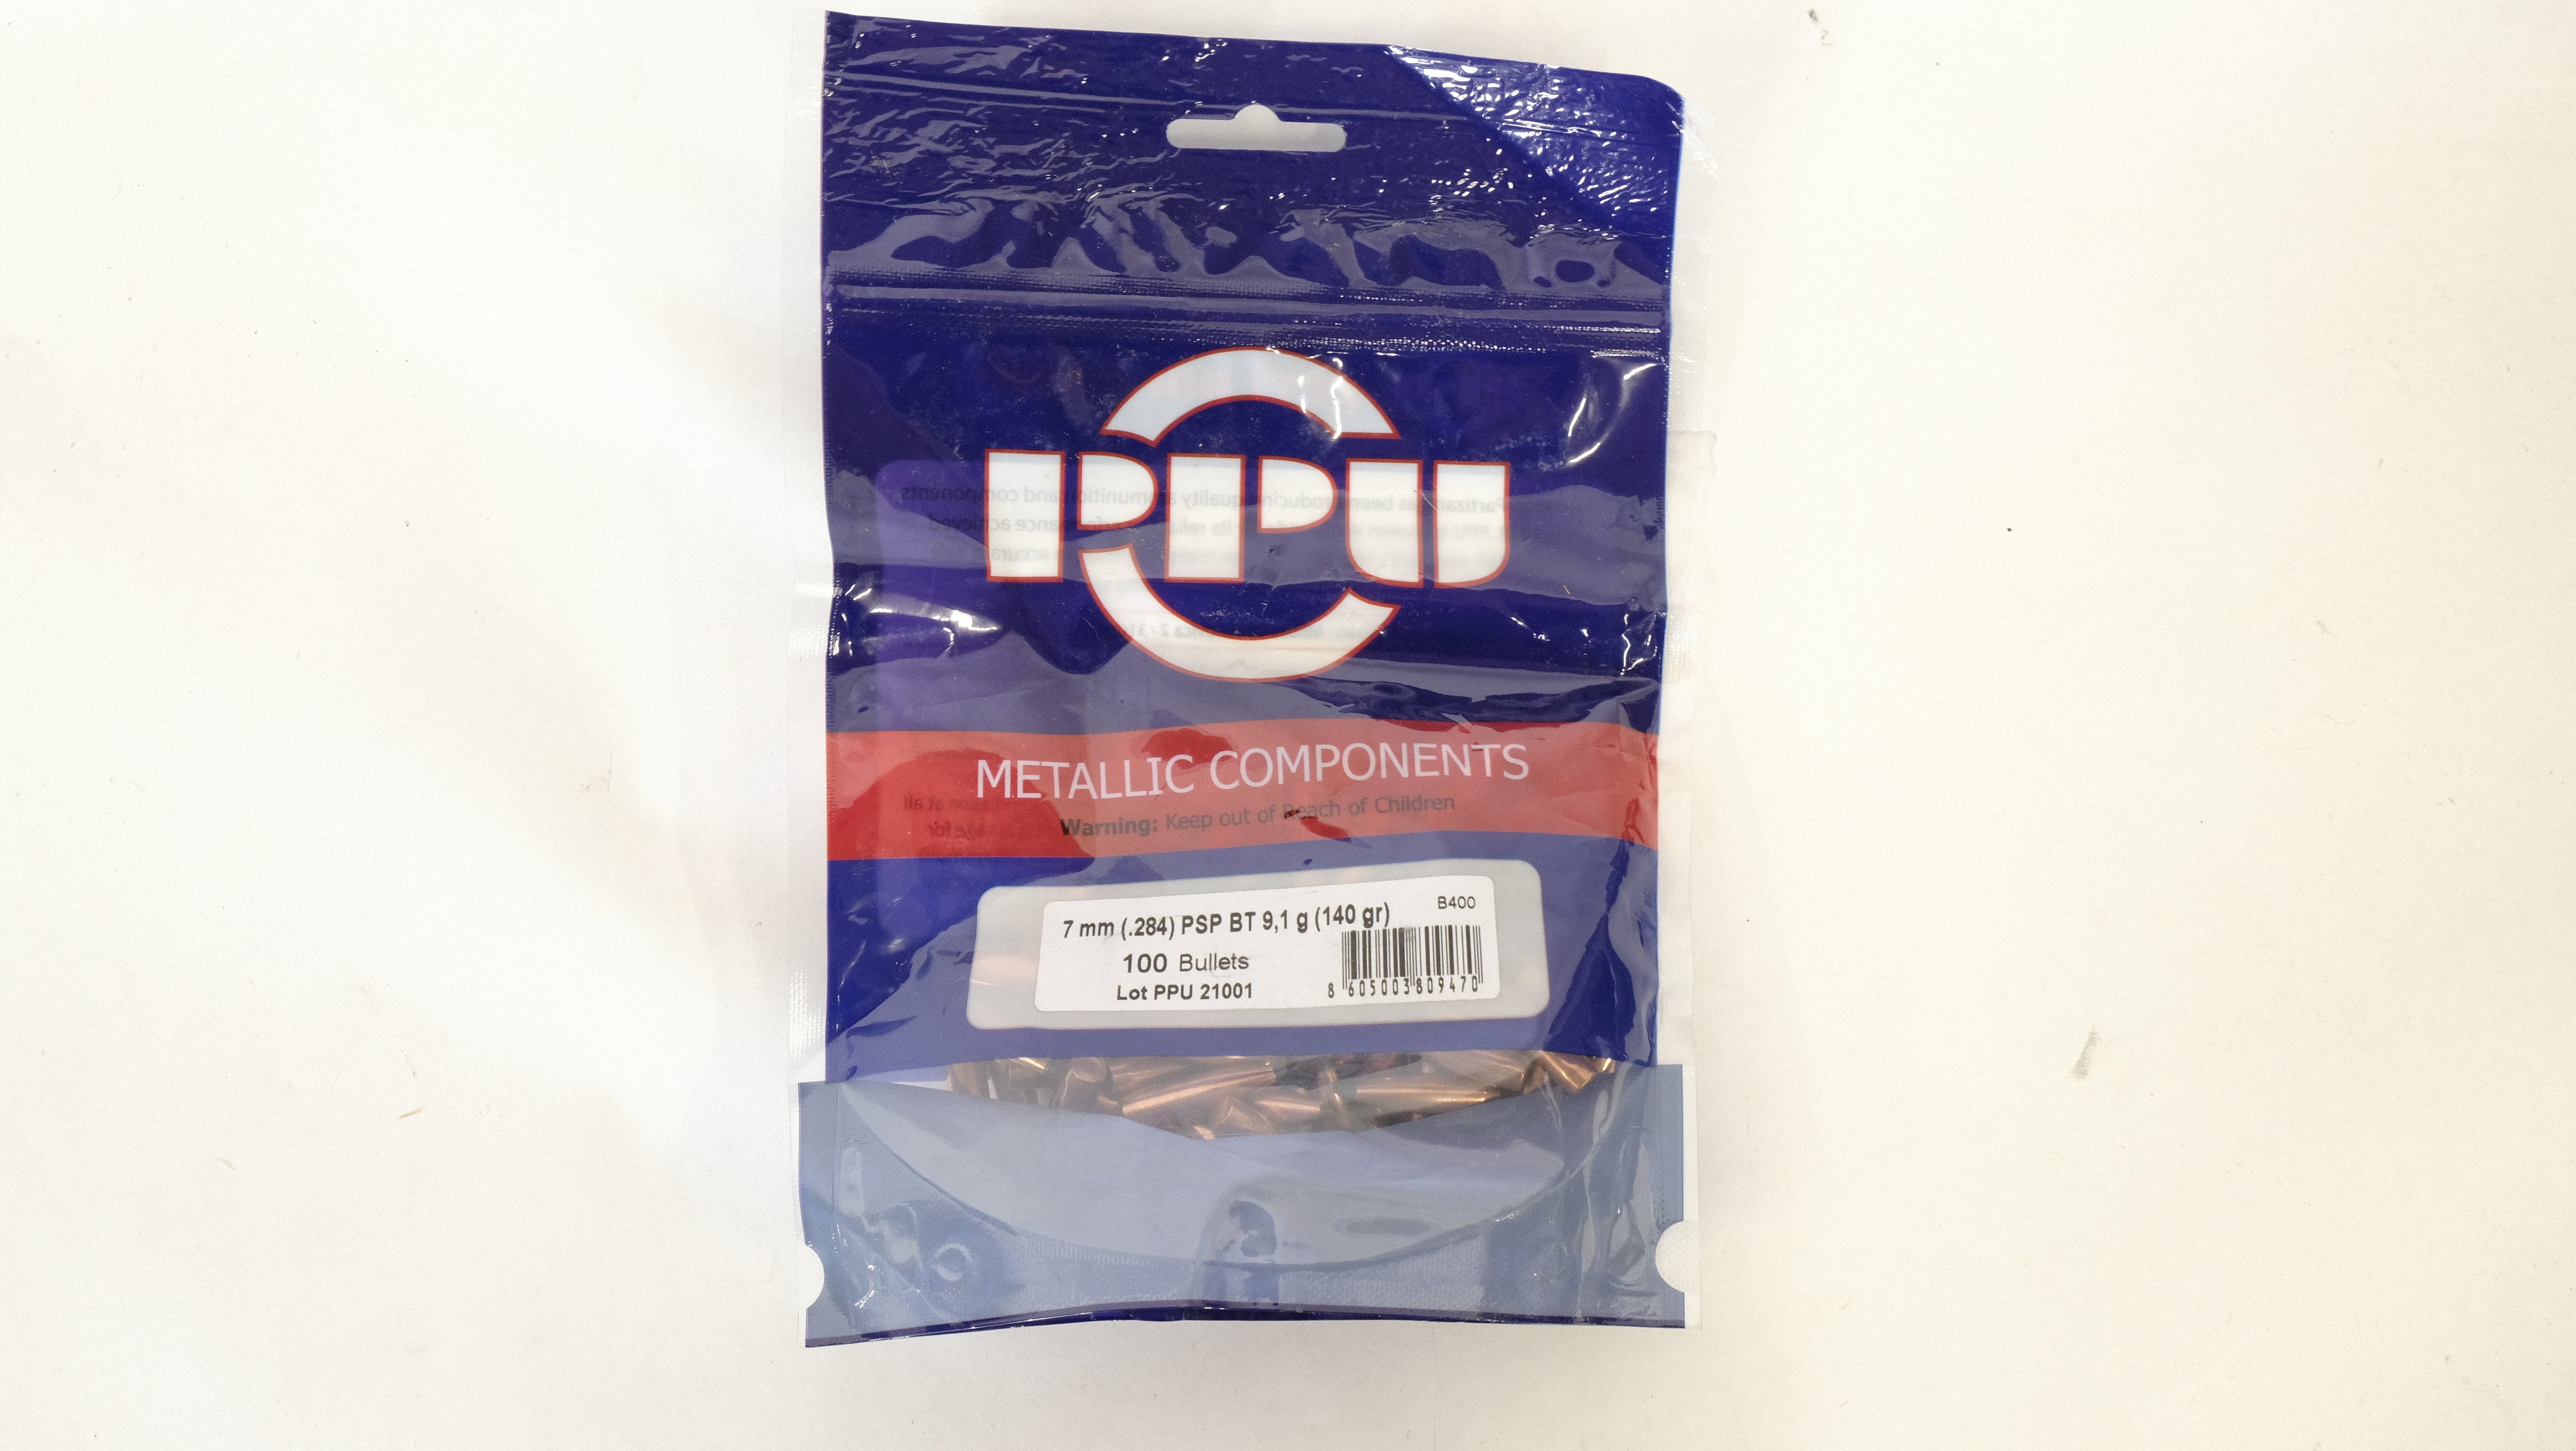 PPU
METALLIC COMPONENTS
Warning: Keep out of Reach of Children
B400
7 mm (.284) PSP BT 9,1 g (140 gr)
100 Bullets
Lot PPU 21001
8 605003 809470